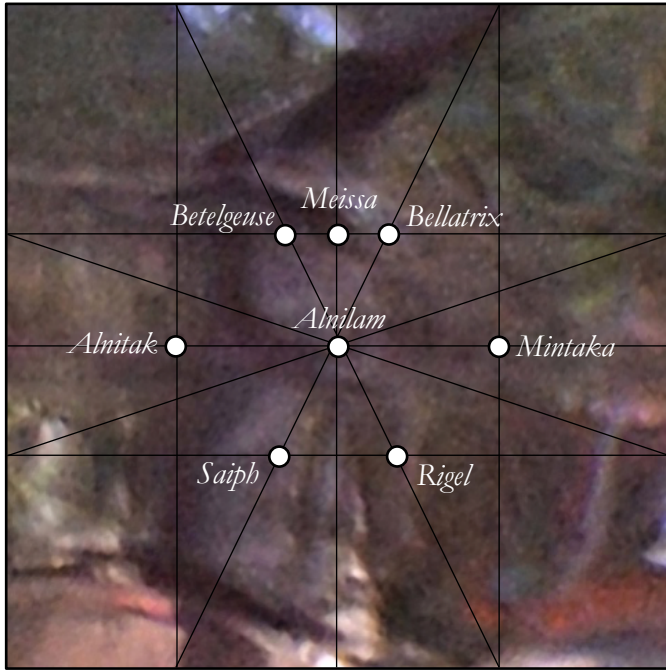 Meissa
Betelgeuse
Bellatrix
Alnilam
Alnitak
Mintaka
Saiph
Rigel